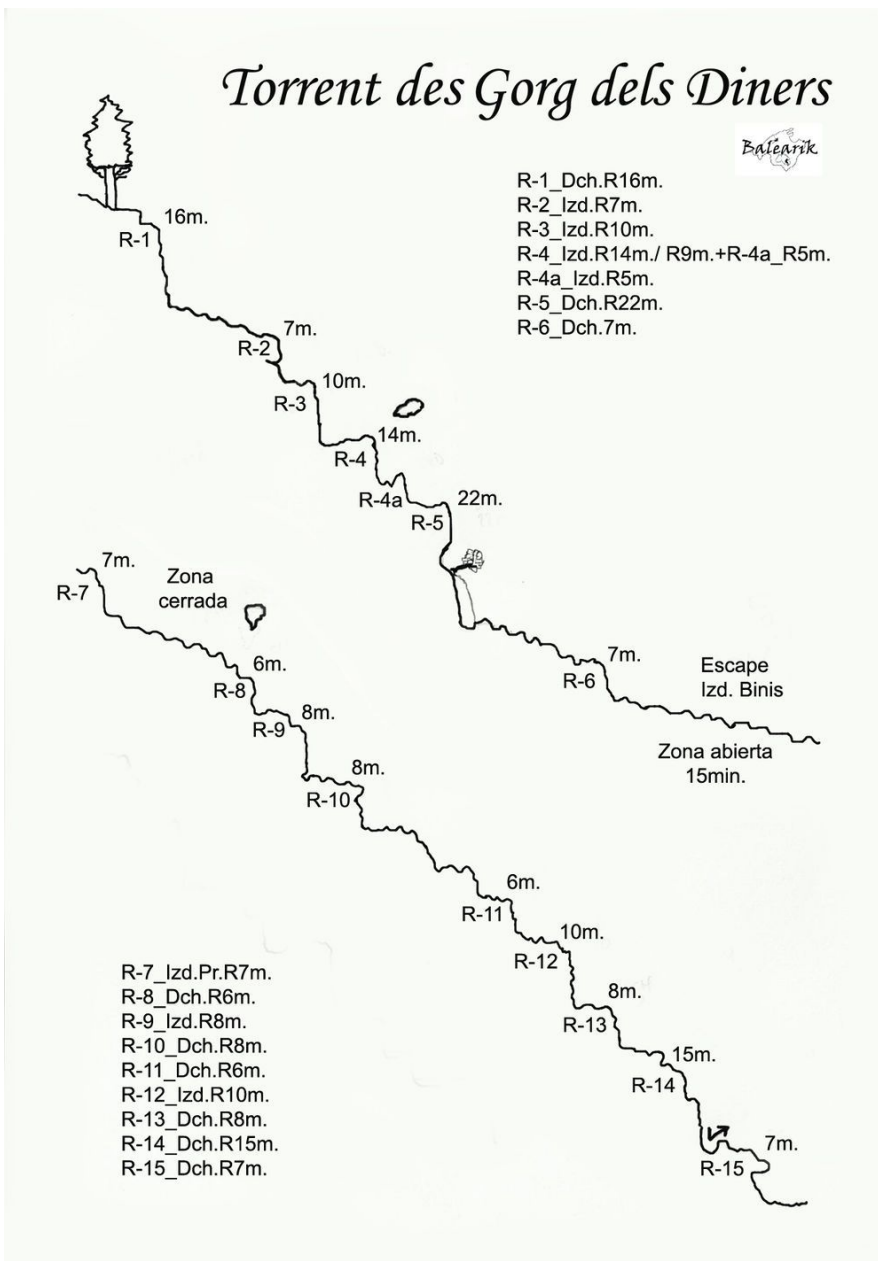 Torrent des Gorg dels Diners
Balearik
R-1_Dch.R16m.
R-2_Izd.R7m.
R-3_Izd.R10m.
R-4_Izd.R14m./ R9m.+R-4a_R5m.
R-4a_Izd.R5m.
R-5_Dch.R22m.
R-6_Dch.7m.
16m.
R-1
7m.
R-2
10m.
R-3
14m.
R-4
R-4a
22m.
R-5
7m.
R-6
Escape
Izd. Binis
Zona abierta
15min.
7m.
R-7
Zona
cerrada
6m.
R-8
8m.
R-9
8m.
R-10
6m.
R-11
10m.
R-12
8m.
R-13
15m.
R-14
7m.
R-15
R-7_Izd.Pr.R7m.
R-8_Dch.R6m.
R-9_Izd.R8m.
R-10_Dch.R8m.
R-11_Dch.R6m.
R-12_Izd.R10m.
R-13_Dch.R8m.
R-14_Dch.R15m.
R-15_Dch.R7m.